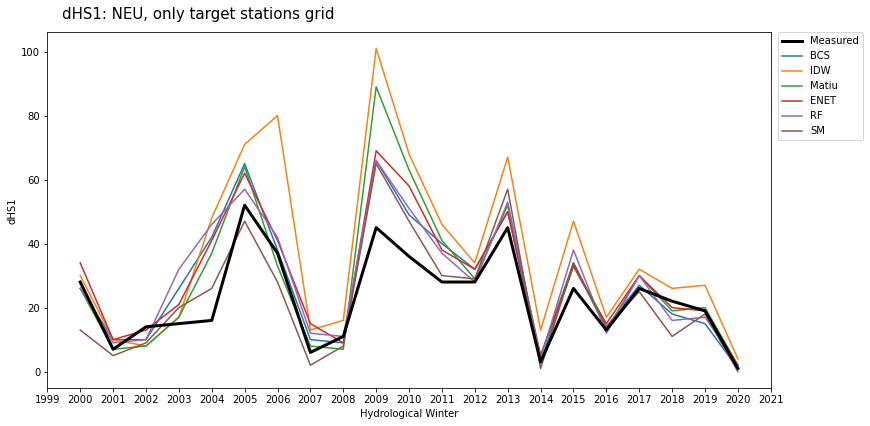 dHS1: NEU, only target stations grid
Measured
BCS
IDW
Matiu
ENET
RF
SM
100
80
60
40
20
0
dHS1
1999 2000 2001 2002 2003 2004 2005 2006 2007 2008 2009 2010 2011 2012 2013 2014 2015 2016 2017 2018 2019 2020 2021
Hydrological Winter